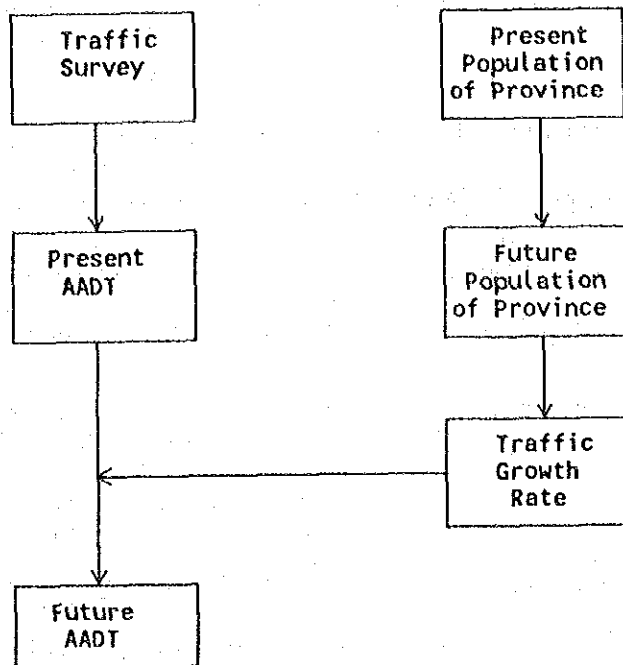 Traffic
Survey
Present
Population
of Province
Present
AADT
Future
Population
of Province
Traffic
Growth
Rate
Future
AADT